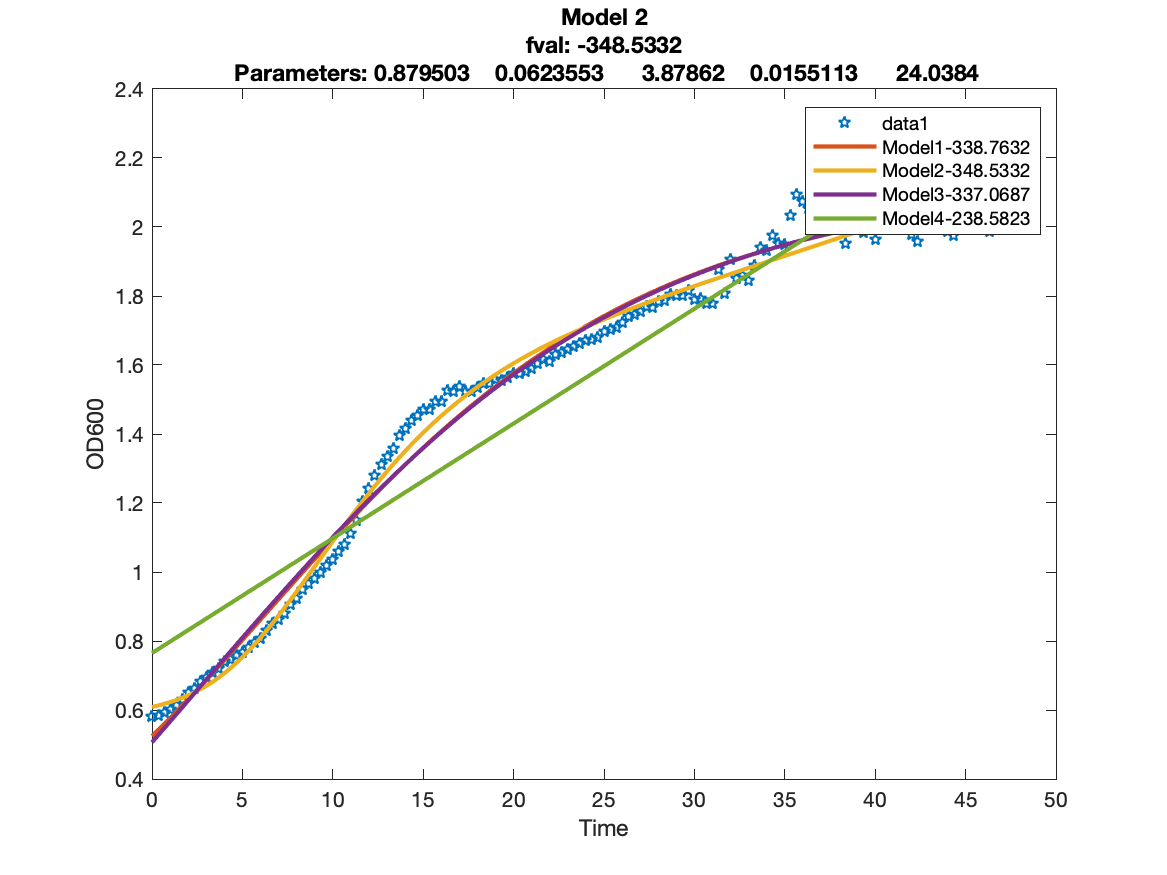 Model 2
fval: -348.5332
Parameters: 0.879503 0.0623553 3.87862 0.0155113 24.0384
2.4
2.2
2
1.8
1.6
1.4
1.2
1
0.8
0.6
0.4
OD600
data1
Model1-338.7632
Model2-348.5332
Model3-337.0687
Model4-238.5823
0 5 10 15 20 25 30 35 40 45 50
Time